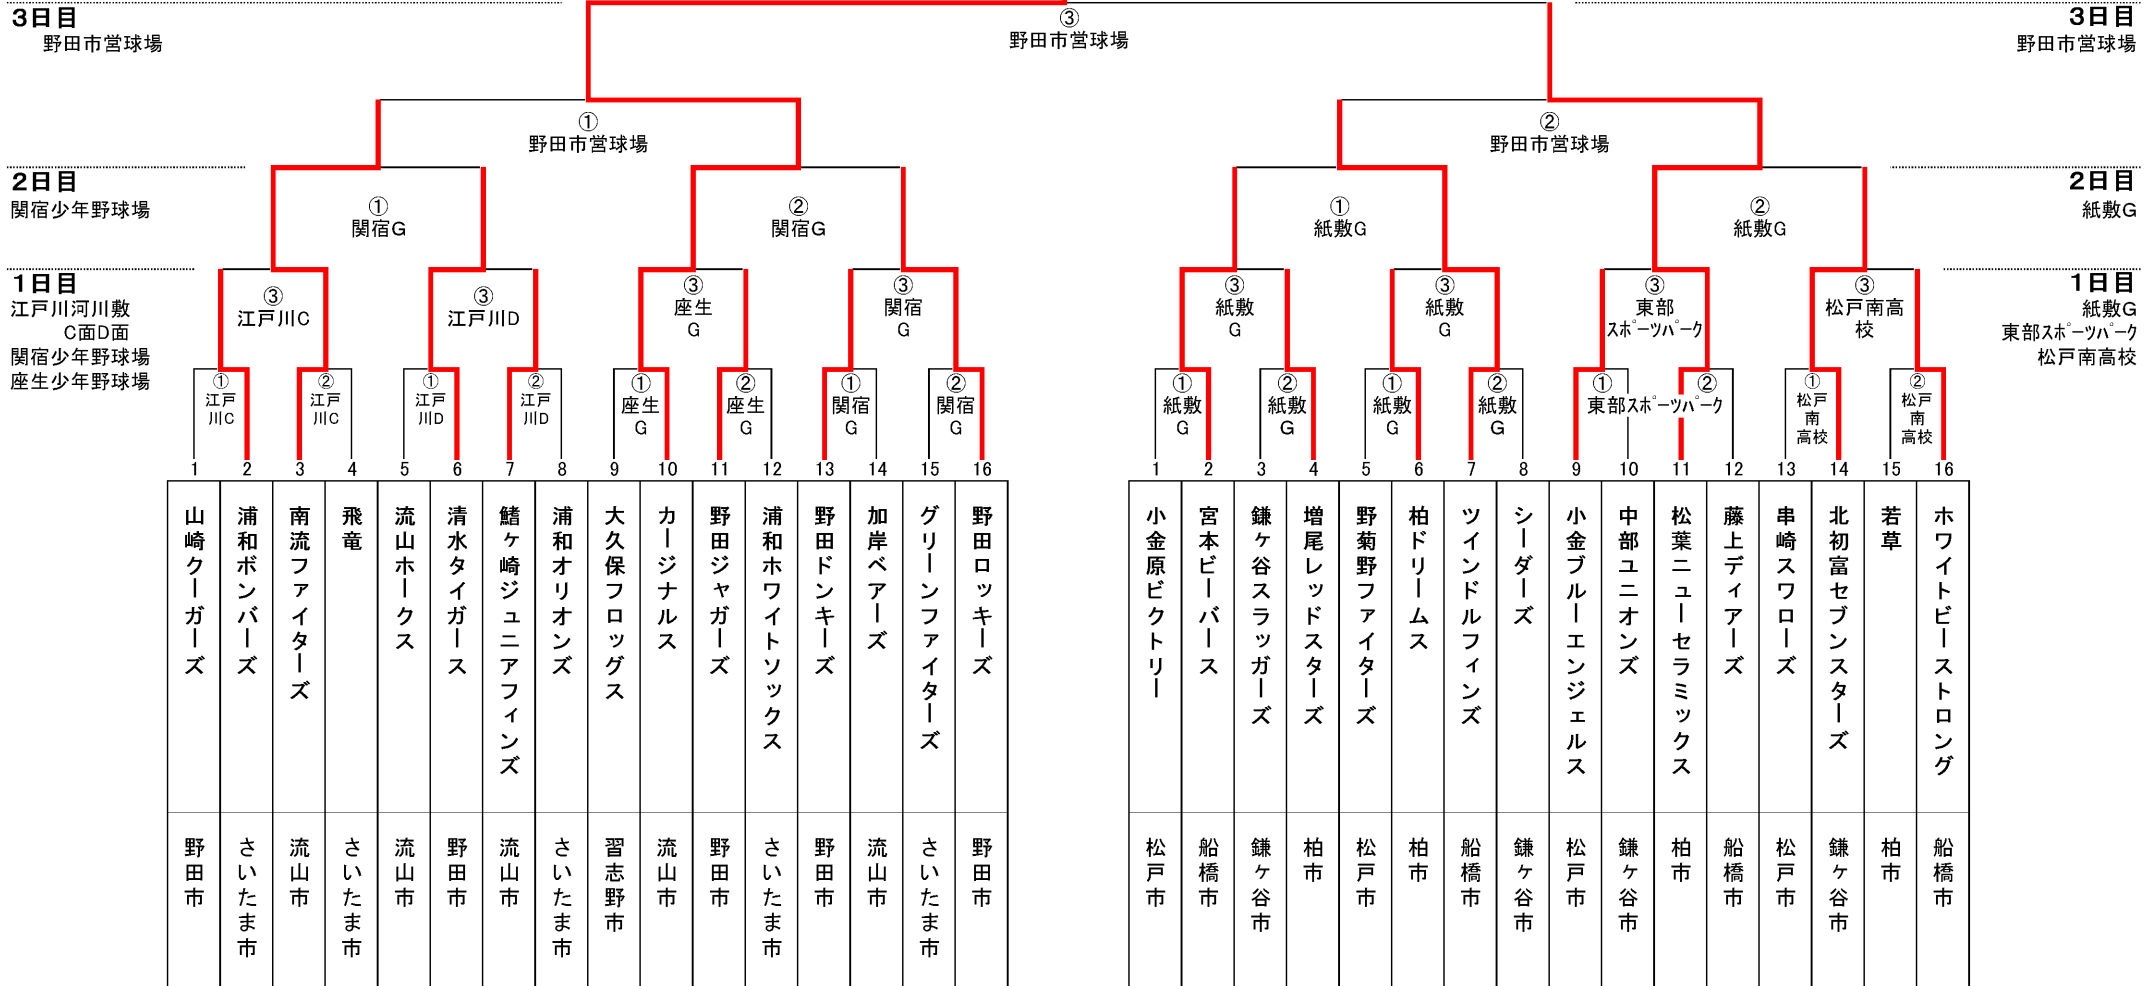 3日目
野田市営球場
③
野田市営球場
3日目
野田市営球場
①
野田市営球場
②
野田市営球場
2日目
関宿少年野球場
①
関宿G
②
関宿G
①
紙敷G
②
紙敷G
2日目
紙敷G
1日目
江戸川河川敷
C面D面
関宿少年野球場
座生少年野球場
③
江戸川C
③
江戸川D
③
座生
G
③
関宿
G
③
紙敷
G
③
紙敷
G
③
東部
スポーツパーク
③
松戸南高
校
1日目
紙敷G
東部スポーツパーク
松戸南高校
①
江戸
川C
②
江戸
川C
①
江戸
川D
②
江戸
川D
①
座生
G
②
座生
G
①
関宿
G
②
関宿
G
①
紙敷
G
②
紙敷
G
①
紙敷
G
②
紙敷
G
①
②
東部スポーツパーク
①
松戸
南
高校
②
松戸
南
高校
1 2 3 4 5 6 7 8 9 10 11 12 13 14 15 16
1 2 3 4 5 6 7 8 9 10 11 12 13 14 15 16
山崎クーガーズ
浦和ボンバーズ
南流ファイターズ
飛竜
流山ホークス
清水タイガース
鰭ヶ崎ジュニアフィンズ
浦和オリオンズ
大久保フロッグス
カージナルス
野田ジャガーズ
浦和ホワイトソックス
野田ドンキーズ
加岸ベアーズ
グリーンファイターズ
野田ロッキーズ
小金原ビクトリー
宮本ビーバース
鎌ヶ谷スラッガーズ
増尾レッドスターズ
野菊野ファイターズ
柏ドリームス
ツインドルフィンズ
シーダーズ
小金ブルーエンジェルス
中部ユニオンズ
松葉ニューセラミックス
藤上ディアーズ
串崎スワローズ
北初富セブンスターズ
若草
ホワイトビーストロング
野田市
さいたま市
流山市
さいたま市
流山市
野田市
流山市
さいたま市
習志野市
流山市
野田市
さいたま市
野田市
流山市
さいたま市
野田市
松戸市
船橋市
鎌ヶ谷市
柏市
松戸市
柏市
船橋市
鎌ヶ谷市
松戸市
鎌ヶ谷市
柏市
船橋市
松戸市
鎌ヶ谷市
柏市
船橋市